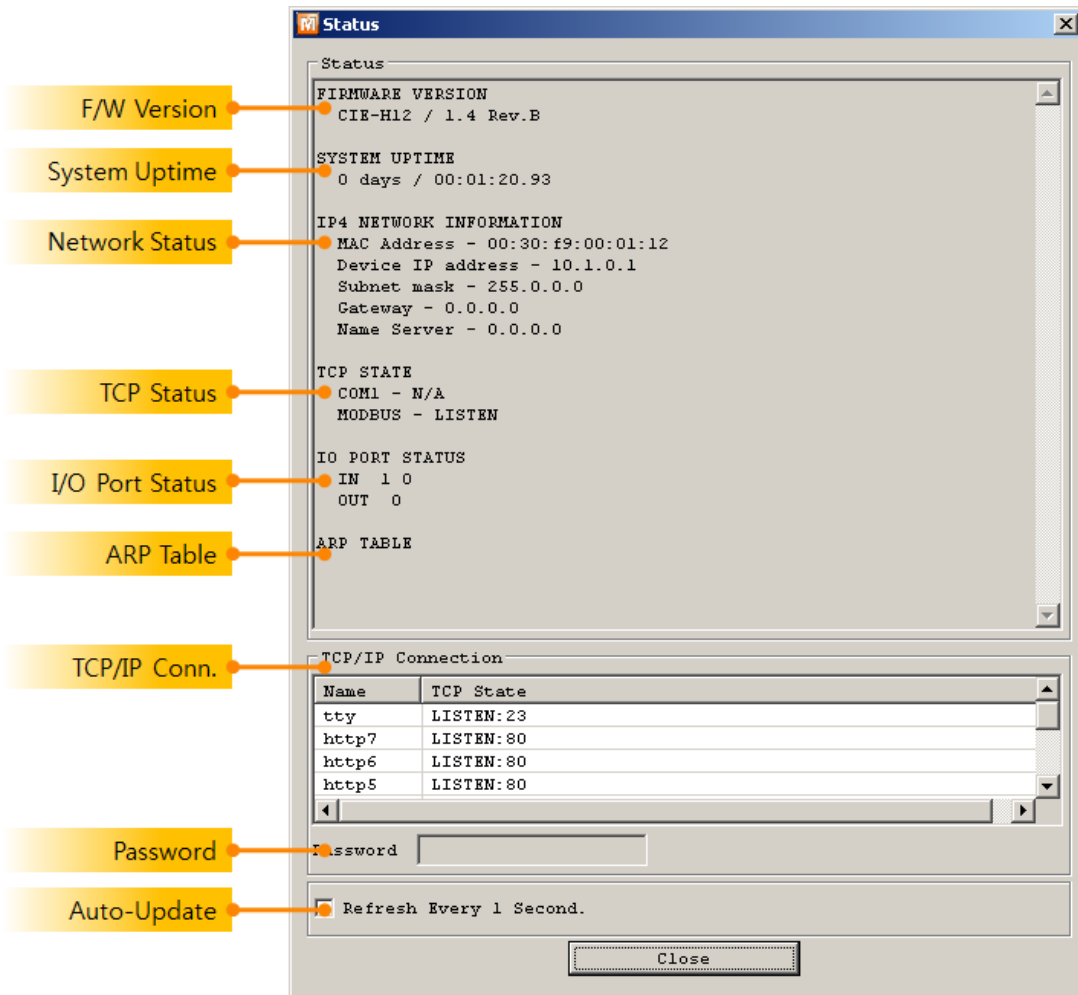 Status
Status
F/W Version
FIRMWARE VERSION
CIE-H12 / 1.4 Rev.B
System Uptime
SYSTEM UPTIME
0 days / 00:01:20.93
Network Status
IP4 NETWORK INFORMATION
MAC Address - 00:30:f9:00:01:12
Device IP address - 10.1.0.1
Subnet mask - 255.0.0.0
Gateway - 0.0.0.0
Name Server - 0.0.0.0
TCP Status
TCP STATE
COM1 - N/A
MODBUS - LISTEN
I/O Port Status
IO PORT STATUS
IN 1 0
OUT 0
ARP Table
ARP TABLE
TCP/IP Conn.
TCP/IP Connection
Name TCP State
tty LISTEN:23
http7 LISTEN:80
http6 LISTEN:80
http5 LISTEN:80
Password
Password
Auto-Update
Refresh Every 1 Second.
Close